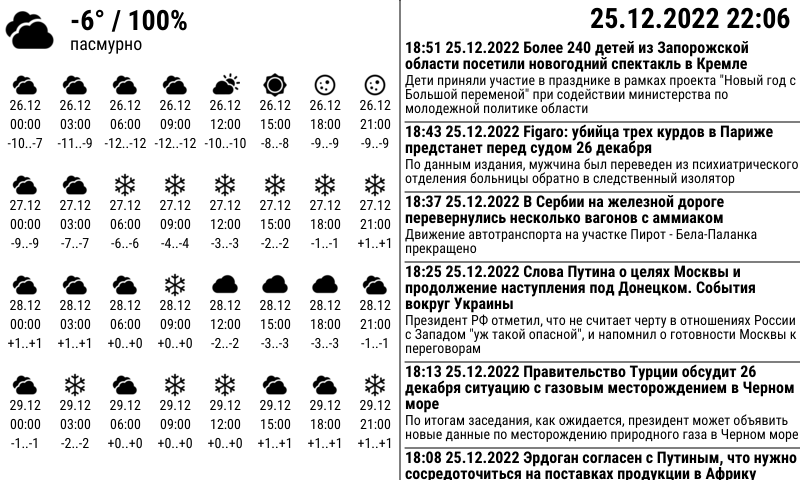 -6° / 100%
пасмурно
26.12 26.12 26.12 26.12 26.12 26.12 26.12 26.12
00:00 03:00 06:00 09:00 12:00 15:00 18:00 21:00
-10..-7 -11..-9 -12..-12 -12..-12 -10..-10 -8..-8 -9..-9 -9..-9
27.12 27.12 27.12 27.12 27.12 27.12 27.12 27.12
00:00 03:00 06:00 09:00 12:00 15:00 18:00 21:00
-9..-9 -7..-7 -6..-6 -4..-4 -3..-3 -2..-2 -1..-1 +1..+1
28.12 28.12 28.12 28.12 28.12 28.12 28.12 28.12
00:00 03:00 06:00 09:00 12:00 15:00 18:00 21:00
+1..+1 +1..+1 +0..+0 +0..+0 -2..-2 -3..-3 -3..-3 -1..-1
29.12 29.12 29.12 29.12 29.12 29.12 29.12 29.12
00:00 03:00 06:00 09:00 12:00 15:00 18:00 21:00
-1..-1 -2..-2 +0..+0 +0..+0 +0..+0 +1..+1 +1..+1 +1..+1
25.12.2022 22:06
18:51 25.12.2022 Более 240 детей из Запорожской
области посетили новогодний спектакль в Кремле
Дети приняли участие в празднике в рамках проекта "Новый год с
Большой переменой" при содействии министерства по
молодежной политике области
18:43 25.12.2022 Figaro: убийца трех курдов в Париже
предстанет перед судом 26 декабря
По данным издания, мужчина был переведен из психиатрического
отделения больницы обратно в следственный изолятор
18:37 25.12.2022 В Сербии на железной дороге
перевернулись несколько вагонов с аммиаком
Движение автотранспорта на участке Пирот - Бела-Паланка
прекращено
18:25 25.12.2022 Слова Путина о целях Москвы и
продолжение наступления под Донецком. События
вокруг Украины
Президент РФ отметил, что не считает черту в отношениях России
с Западом "уж такой опасной", и напомнил о готовности Москвы к
переговорам
18:13 25.12.2022 Правительство Турции обсудит 26
декабря ситуацию с газовым месторождением в Черном
море
По итогам заседания, как ожидается, президент может объявить
новые данные по месторождению природного газа в Черном море
18:08 25.12.2022 Эрдоган согласен с Путиным, что нужно
сосредоточиться на поставках продукции в Африку